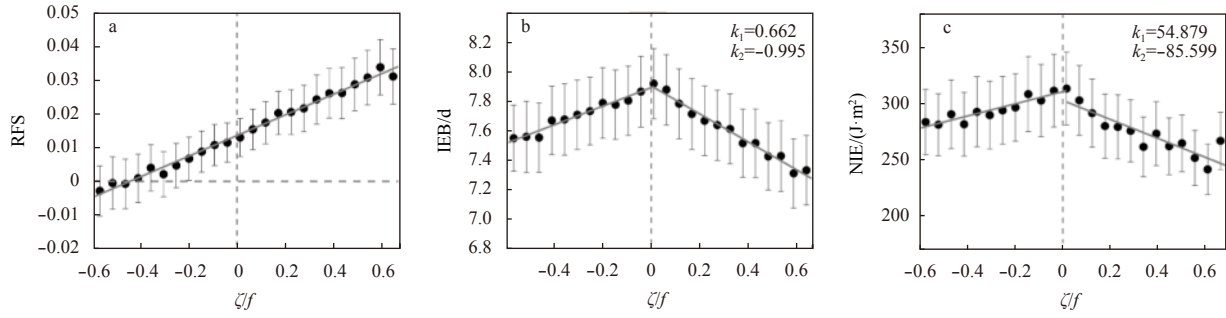 a
0.05
0.04
0.03
0.02
0.01
0
−0.01
−0.02
RFS
−0.6 −0.4 −0.2 0 0.2 0.4 0.6
ζ/f
b
k1=0.662
k2=−0.995
8.2
8.0
7.8
7.6
7.4
7.2
7.0
6.8
IEB/d
−0.4 −0.2 0 0.2 0.4 0.6
ζ/f
c
k1=54.879
k2=−85.599
350
300
250
200
NIE/(J·m²)
−0.4 −0.2 0 0.2 0.4 0.6
ζ/f